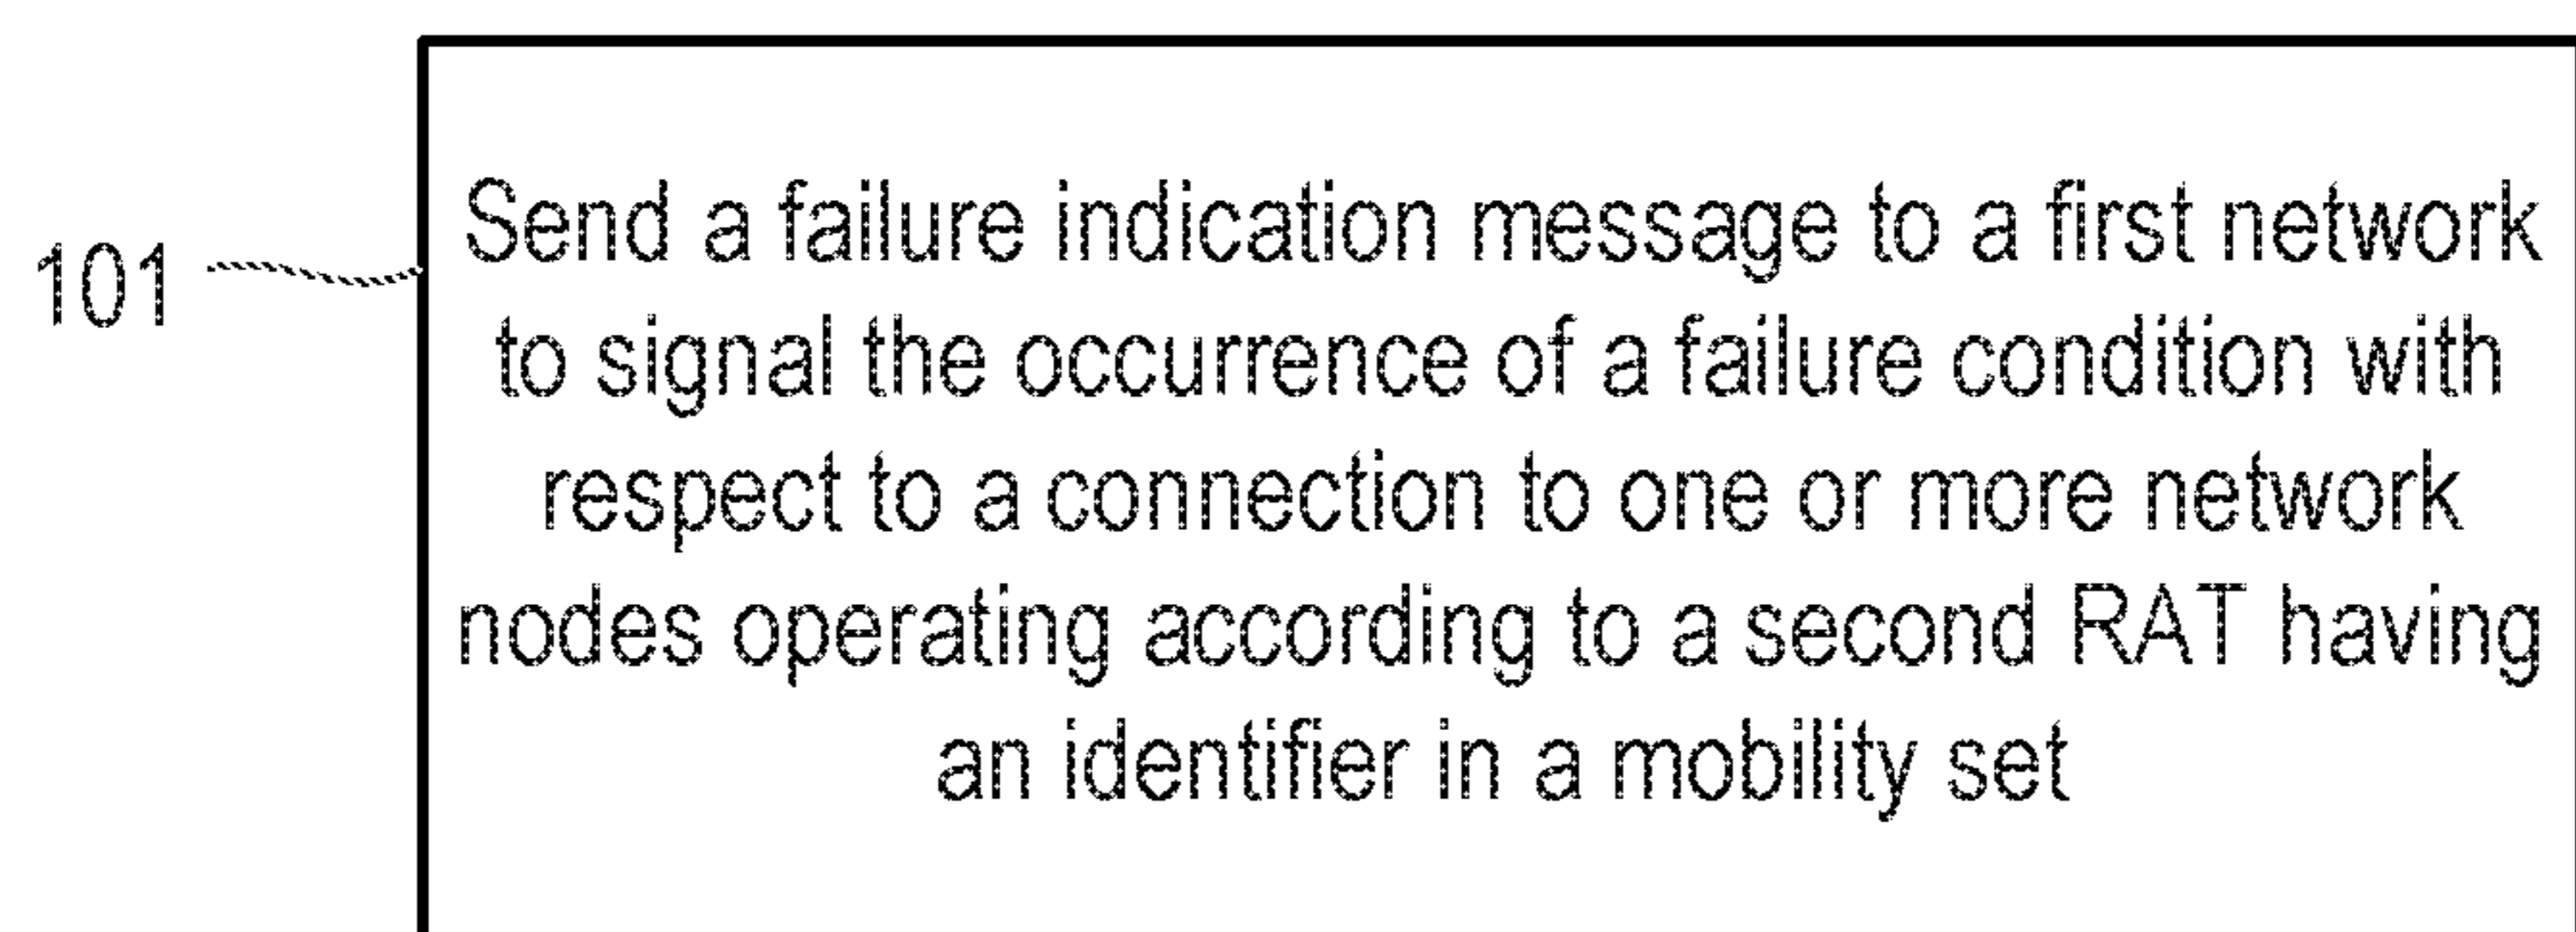 Send a failure indication message to a first network
101
to signal the occurrence of a failure condition with
respect to a connection to one or more network
nodes operating according to a second RAT having
an identifier in a mobility set